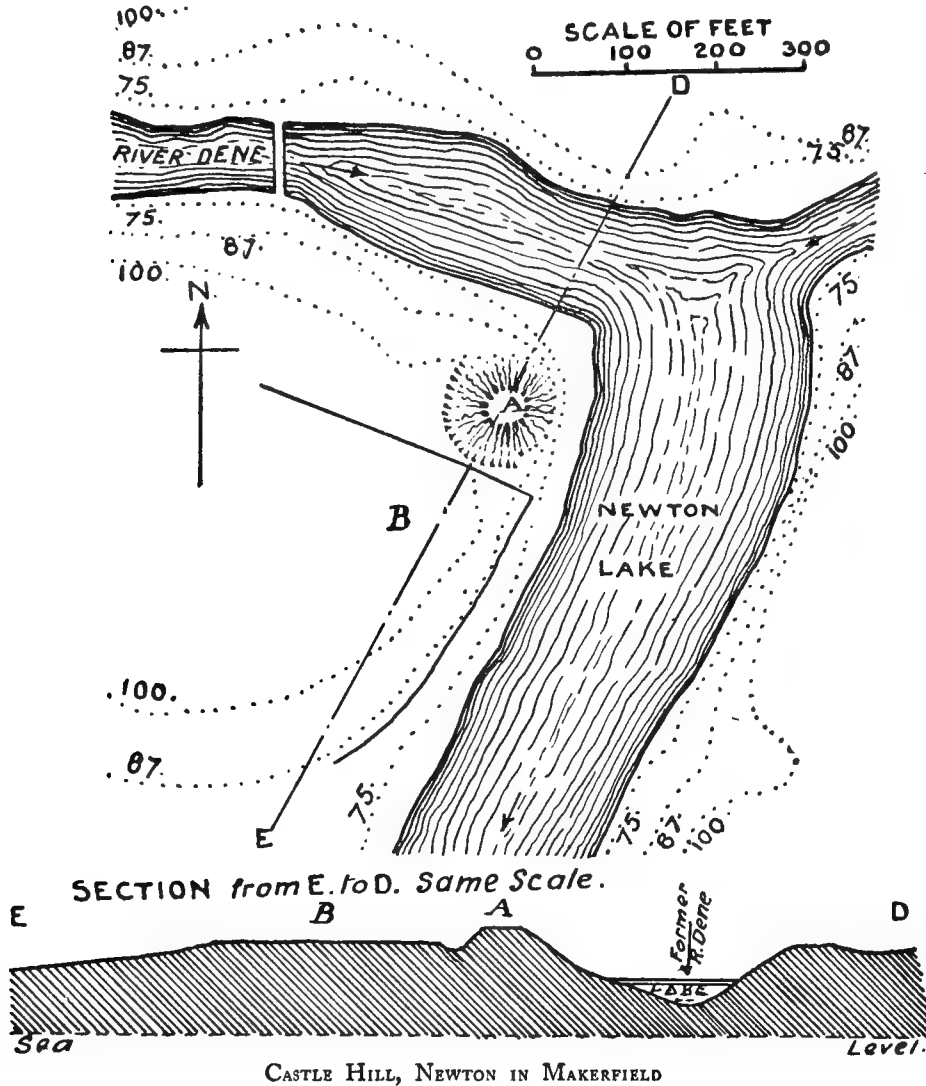 100
87.
75.
SCALE OF FEET
0 100 200 300
D
87.
75.
RIVER DENE
75.
87.
100
N
A
75
87
100
B
NEWTON
LAKE
.100.
87.
75.
E
75.
87.
100
SECTION from E. to D. Same Scale.
E B A Former R. Dene D
LAKE
Sea Level.
CASTLE HILL, NEWTON IN MAKERFIELD